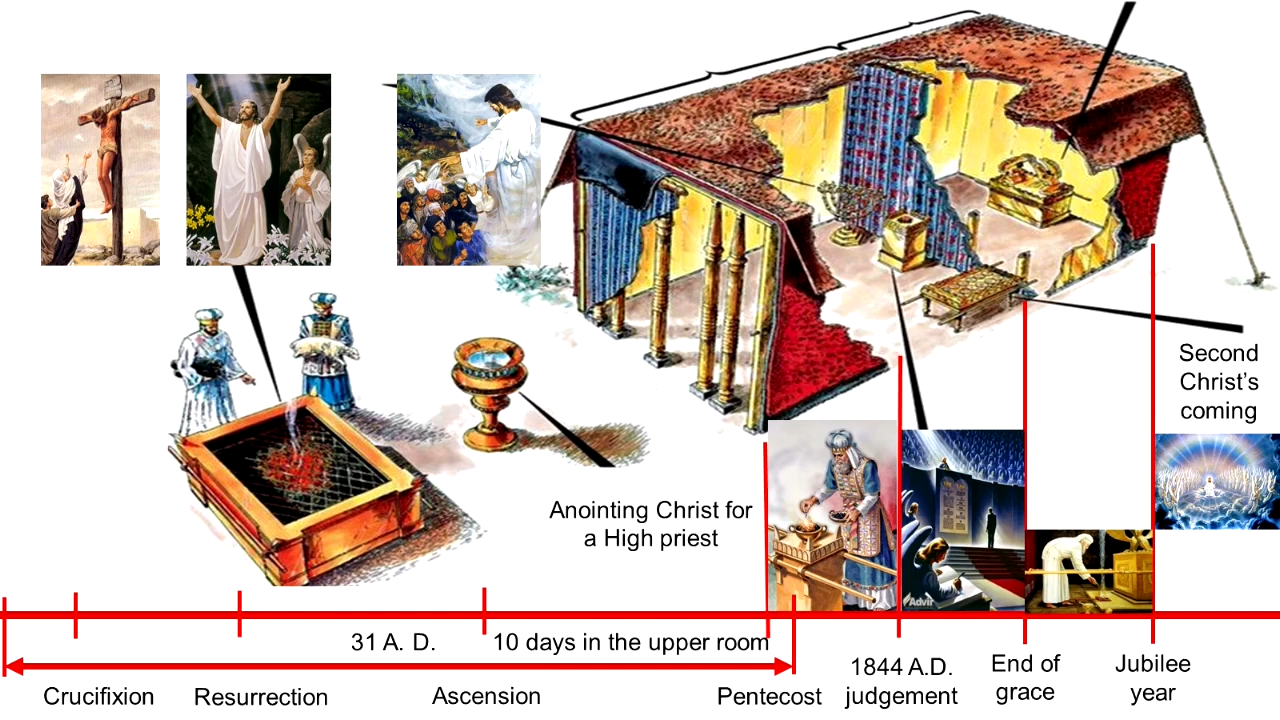 Second
Christ's
coming
Anointing Christ for
a High priest
Advir
31 A. D.
10 days in the upper room
Crucifixion
Resurrection
Ascension
Pentecost
1844 A.D.
judgement
End of
grace
Jubilee
year